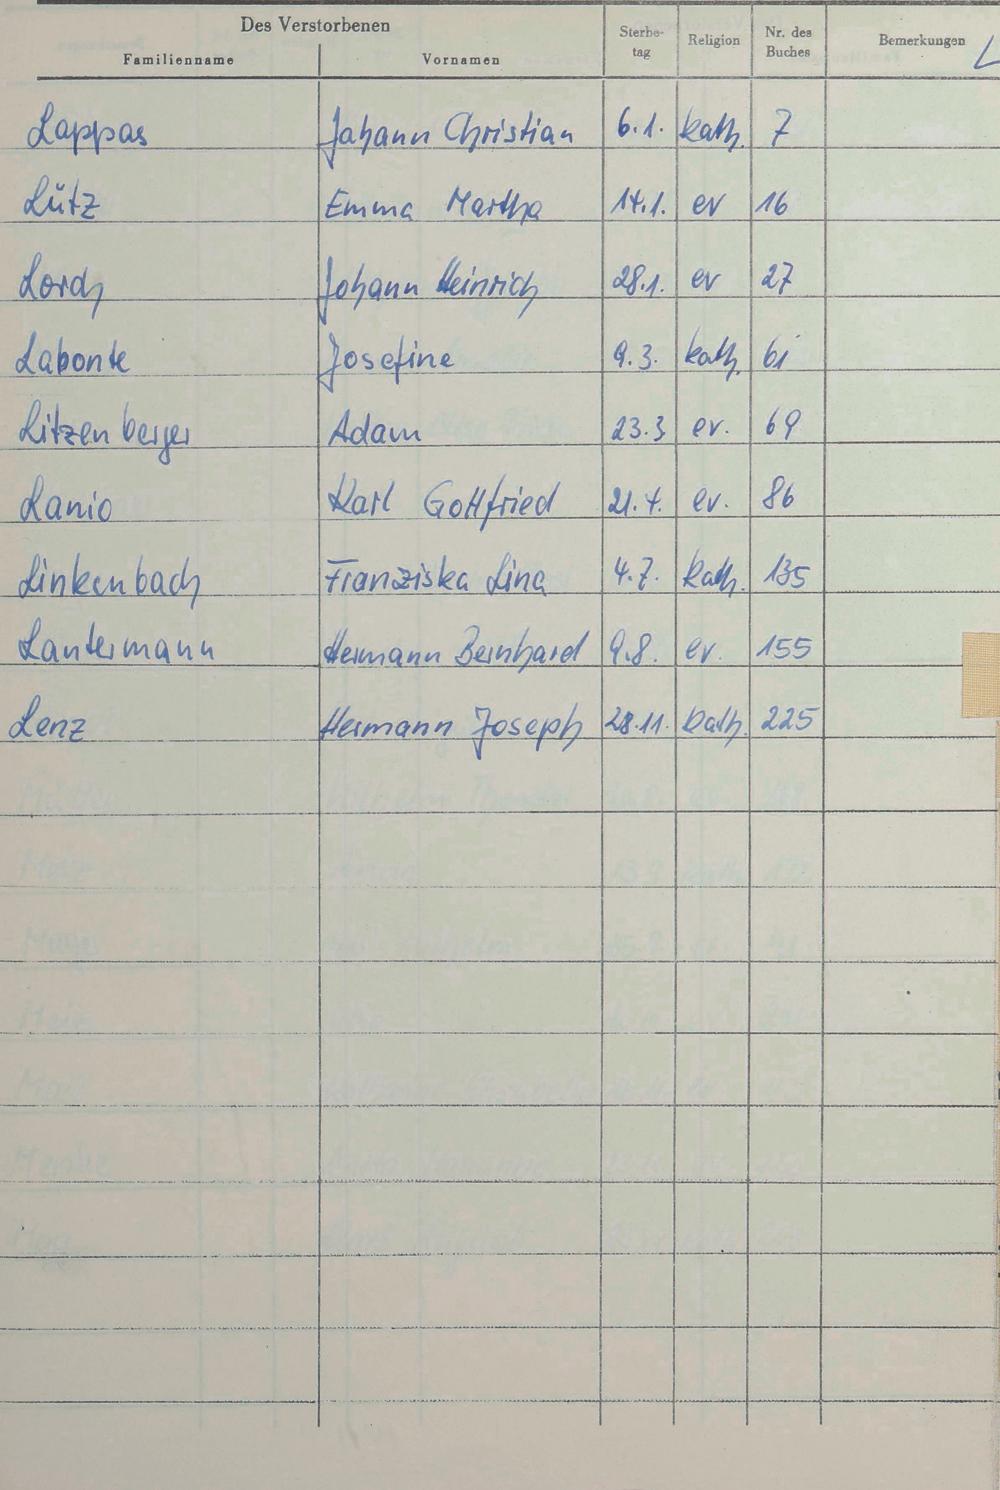 Des Verstorbenen
Familienname Vornamen Sterbe-tag Religion Nr. des Buches Bemerkungen L
Lappas Johann Christian 6.1. kath. 7
Lütz Emma Martha 14.1. ev 16
Lorch Johann Heinrich 28.1. ev 27
Labonte Josefine 9.3. kath. 61
Litzenberger Adam 23.3 ev. 69
Lanio Karl Gottfried 21.4. ev. 86
Linkenbach Franziska Lina 4.7. kath. 135
Lantermann Hermann Bernhard 9.8. ev. 155
Lenz Hermann Joseph 28.11. kath. 225